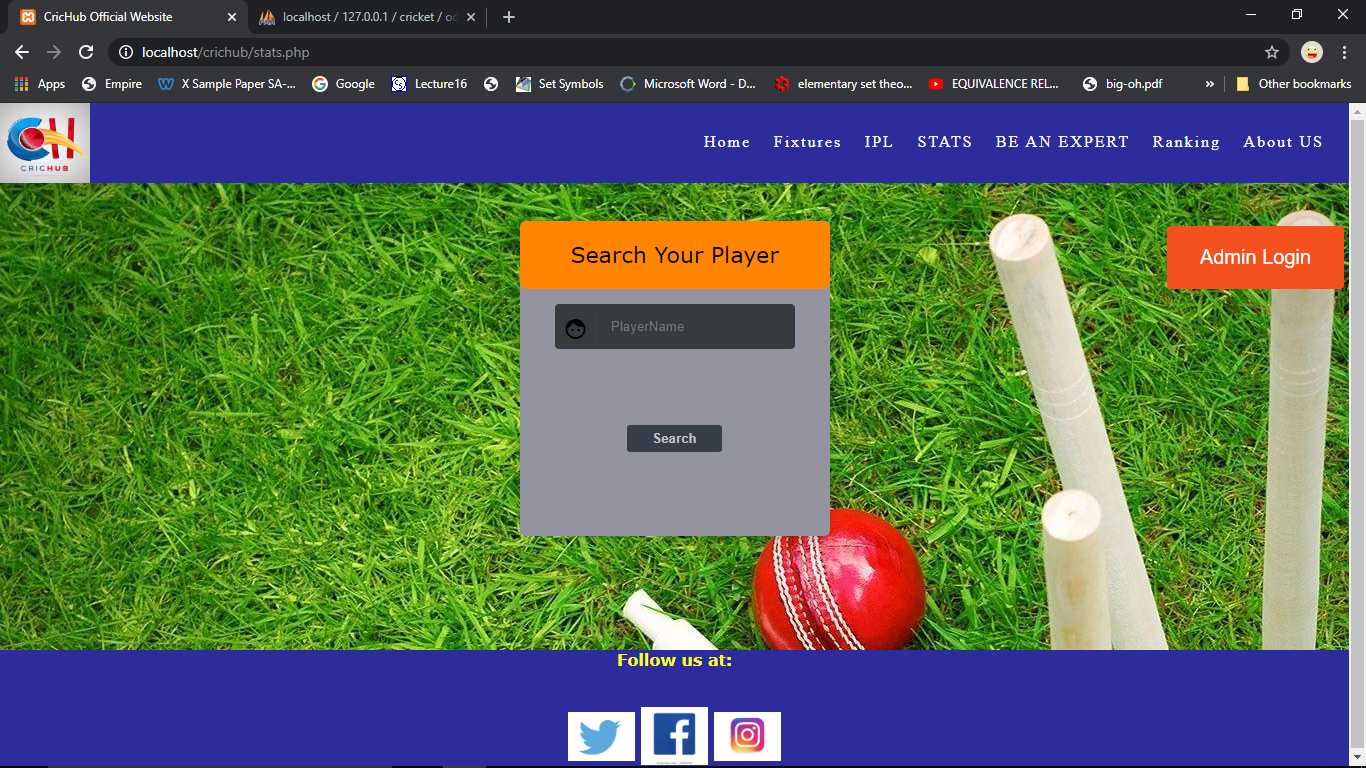 CricHub Official Website
localhost / 127.0.0.1 / cricket / od
localhost/crichub/stats.php
Apps Empire X Sample Paper SA-... Google Lecture16 Set Symbols Microsoft Word - D... elementary set theo... EQUIVALENCE REL... big-oh.pdf » Other bookmarks
CH
CRICHUB
Home Fixtures IPL STATS BE AN EXPERT Ranking About US
Search Your Player
Admin Login
PlayerName
Search
Follow us at: